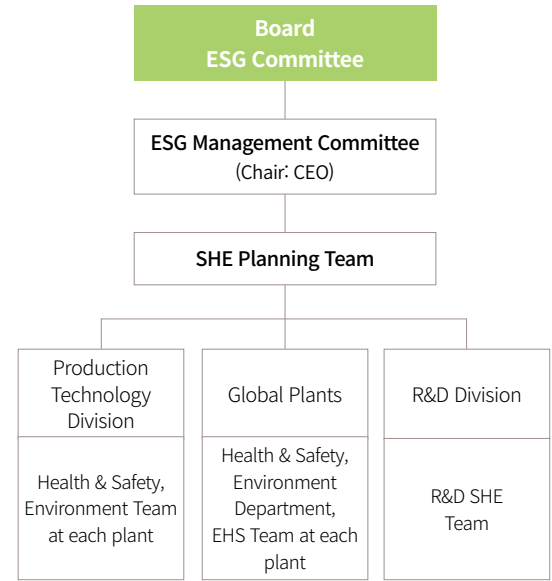 Board
ESG Committee
ESG Management Committee
(Chair: CEO)
SHE Planning Team
Production
Technology
Division
Health & Safety,
Environment Team
at each plant
Global Plants
Health & Safety,
Environment
Department,
EHS Team at each
plant
R&D Division
R&D SHE
Team